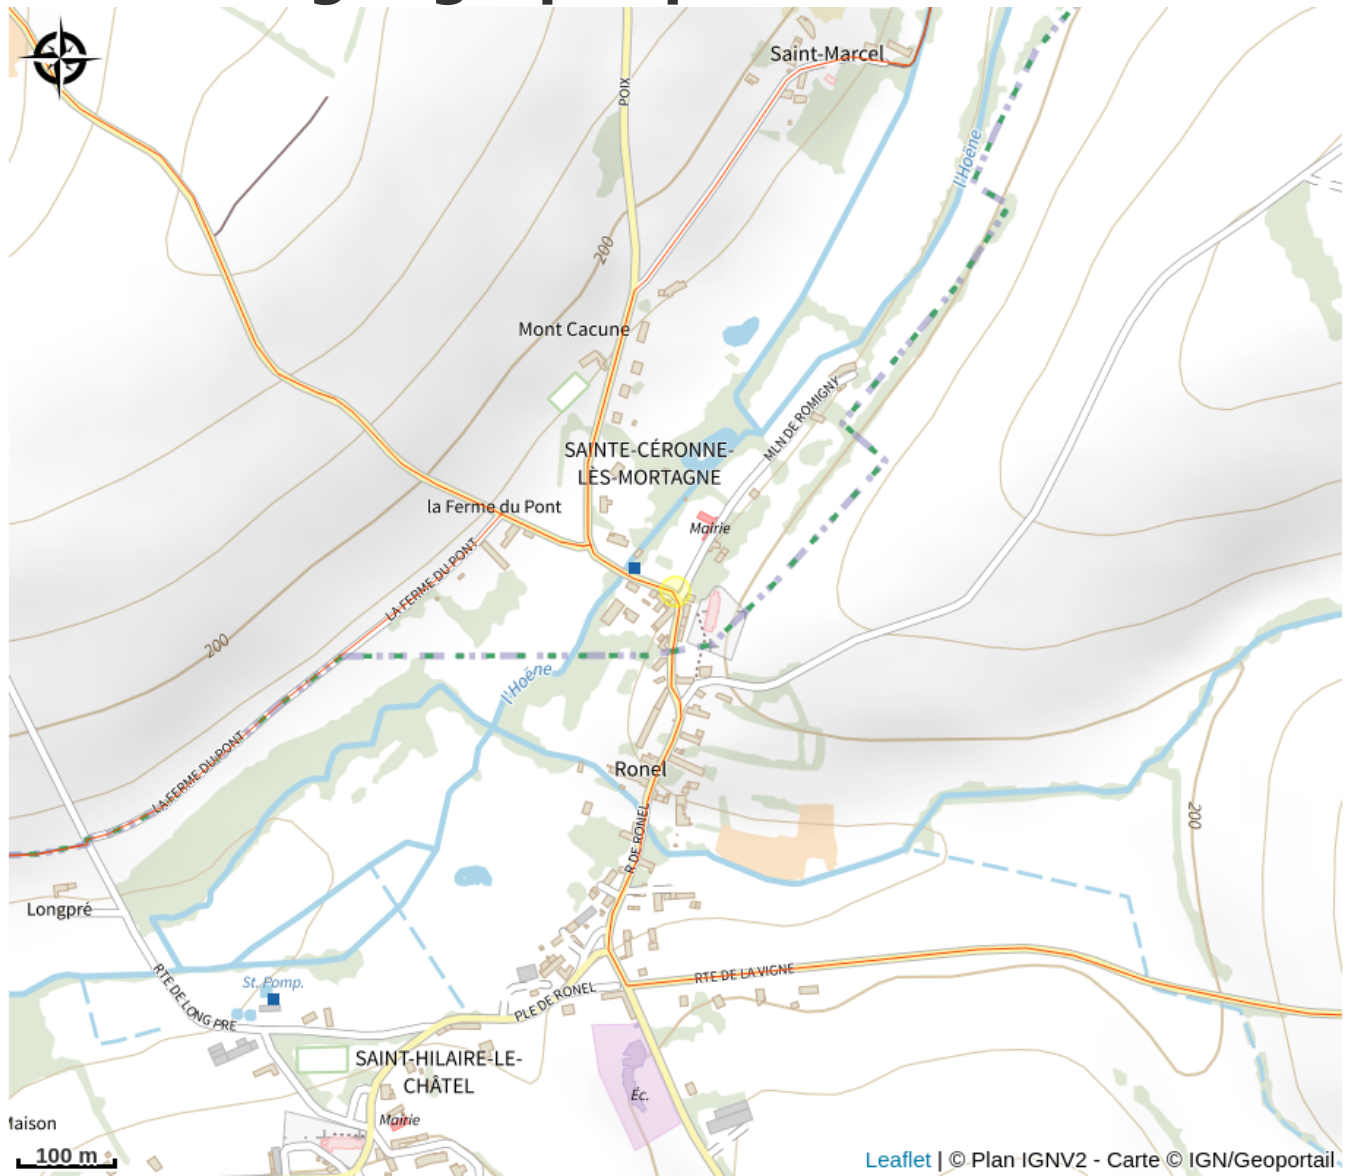 Saint-Marcel
POIX
l'Hoëne
200
Mont Cacune
MLN DE ROMIGNY
SAINTE-CÉRONNE-
LÈS-MORTAGNE
la Ferme du Pont
Mairie
LA FERME DU PONT
200
l'Hoëne
LA FERME DU PONT
Ronel
200
R DE RONEL
Longpré
RTE DE LA VIGNE
St. Pomp.
RTE DE LONG PRE
PLE DE RONEL
SAINT-HILAIRE-LE-
CHÂTEL
Éc.
Mairie
100 m
Leaflet | © Plan IGNV2 - Carte © IGN/Geoportail